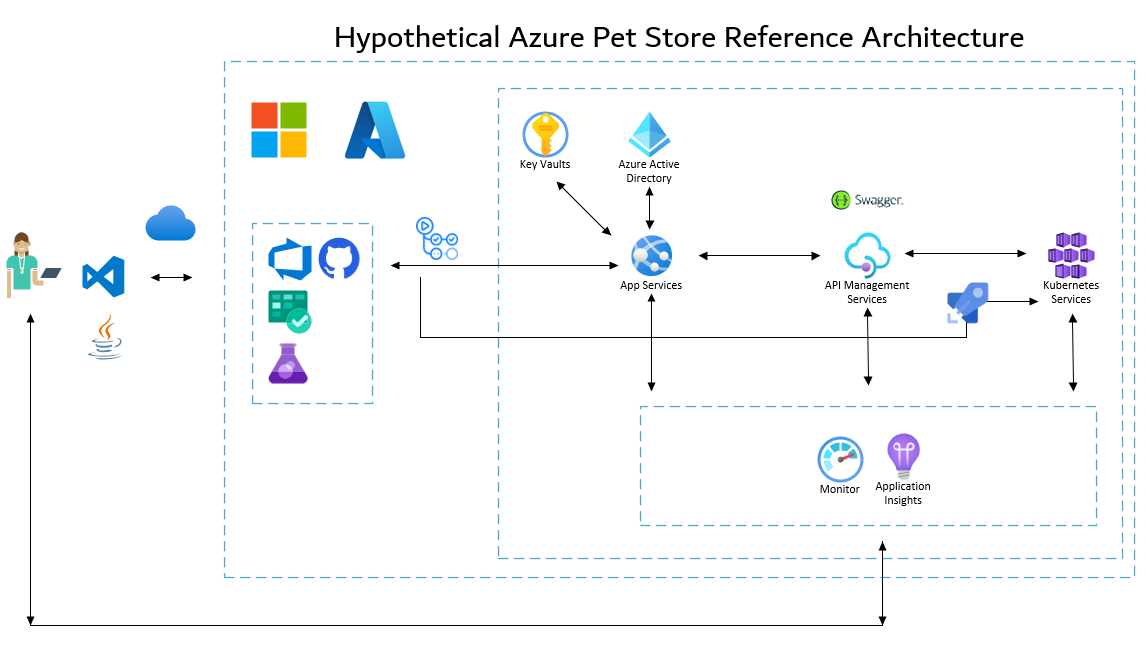 Hypothetical Azure Pet Store Reference Architecture
Key Vaults
Azure Active
Directory
Swagger.
App Services
API Management
Services
Kubernetes
Services
Monitor
Application
Insights